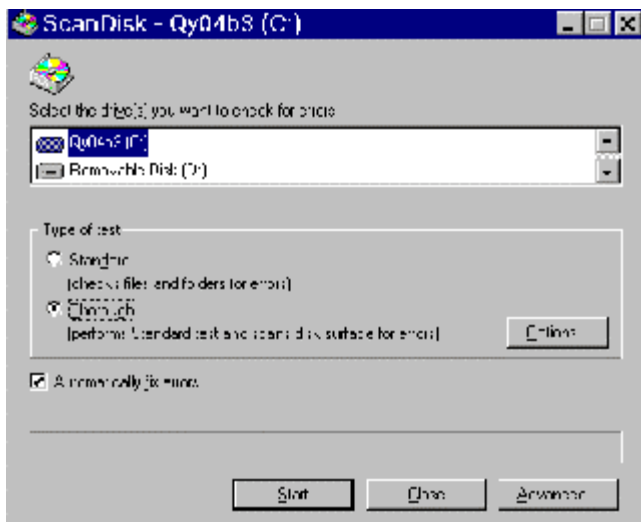 ScanDisk - Qy04b3 (C:)
Select the drive(s) you want to check for errors
Qy04b3 (C:)
Removable Disk (D:)
Type of test
Standard
(checks files and folders for errors)
Thorough
(performs Standard test and scans disk surface for errors)
Options...
Automatically fix errors
Start
Close
Advanced